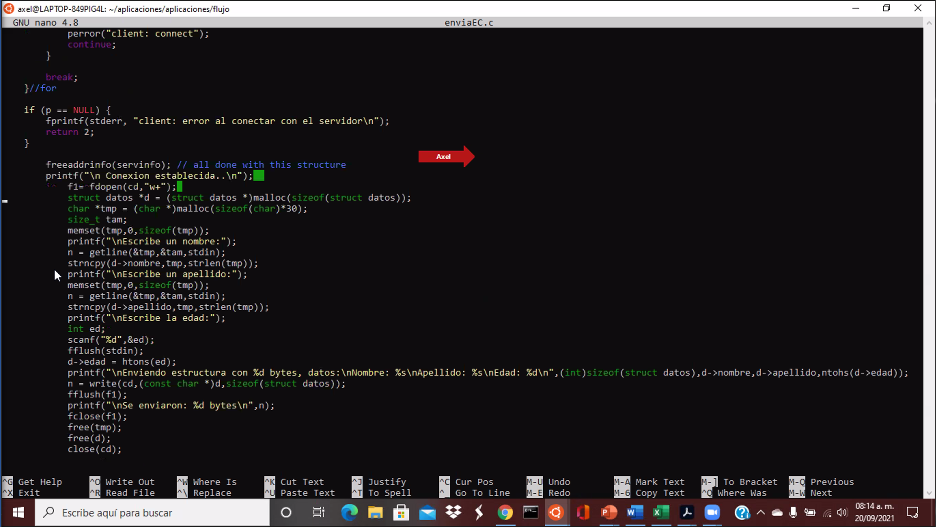 axel@LAPTOP-849PIG4L: ~/aplicaciones/aplicaciones/flujo
GNU nano 4.8 enviaEC.c
perror("client: connect");
continue;
}
break;
}//for
if (p == NULL) {
fprintf(stderr, "client: error al conectar con el servidor\n");
return 2;
}
Axel
freeaddrinfo(servinfo); // all done with this structure
printf("\n Conexion establecida..\n");
f1= fdopen(cd,"w+");
struct datos *d = (struct datos *)malloc(sizeof(struct datos));
char *tmp = (char *)malloc(sizeof(char)*30);
size_t tam;
memset(tmp,0,sizeof(tmp));
printf("\nEscribe un nombre:");
n = getline(&tmp,&tam,stdin);
strncpy(d->nombre,tmp,strlen(tmp));
printf("\nEscribe un apellido:");
memset(tmp,0,sizeof(tmp));
n = getline(&tmp,&tam,stdin);
strncpy(d->apellido,tmp,strlen(tmp));
printf("\nEscribe la edad:");
int ed;
scanf("%d",&ed);
fflush(stdin);
d->edad = htons(ed);
printf("\nEnviendo estructura con %d bytes, datos:\nNombre: %s\nApellido: %s\nEdad: %d\n",(int)sizeof(struct datos),d->nombre,d->apellido,ntohs(d->edad));
n = write(cd,(const char *)d,sizeof(struct datos));
fflush(f1);
printf("\nSe enviaron: %d bytes\n",n);
fclose(f1);
free(tmp);
free(d);
close(cd);
^G Get Help ^O Write Out ^W Where Is ^K Cut Text ^J Justify ^C Cur Pos M-U Undo M-A Mark Text M-] To Bracket M-Q Previous
^X Exit ^R Read File ^\ Replace ^U Paste Text ^T To Spell ^_ Go To Line M-E Redo M-6 Copy Text ^Q Where Was M-W Next
Escribe aquí para buscar
08:14 a. m.
20/09/2021